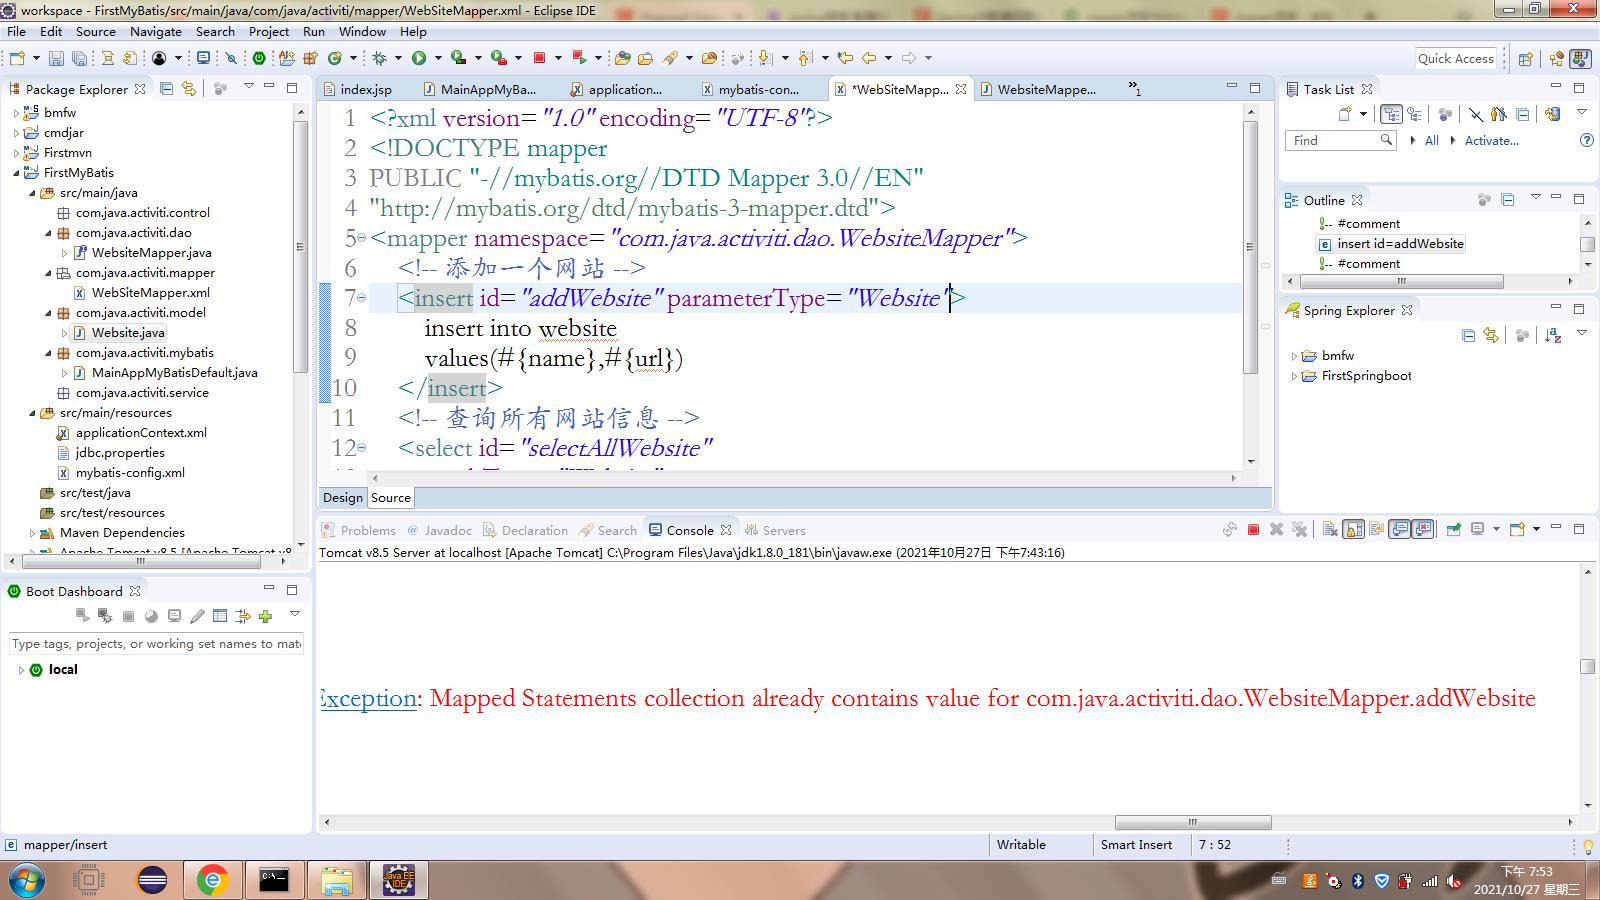 workspace - FirstMyBatis/src/main/java/com/java/activiti/mapper/WebSiteMapper.xml - Eclipse IDE
File Edit Source Navigate Search Project Run Window Help
Quick Access
Package Explorer
bmfw
cmdjar
Firstmvn
FirstMyBatis
src/main/java
com.java.activiti.control
com.java.activiti.dao
WebsiteMapper.java
com.java.activiti.mapper
WebSiteMapper.xml
com.java.activiti.model
Website.java
com.java.activiti.mybatis
MainAppMyBatisDefault.java
com.java.activiti.service
src/main/resources
applicationContext.xml
jdbc.properties
mybatis-config.xml
src/test/java
src/test/resources
Maven Dependencies
Apache Tomcat v8.5 [Apache Tomcat v8
index.jsp MainAppMyBa... application... mybatis-con... *WebSiteMapp... WebsiteMappe... »1
1 <?xml version="1.0" encoding="UTF-8"?>
2 <!DOCTYPE mapper
3 PUBLIC "-//mybatis.org//DTD Mapper 3.0//EN"
4 "http://mybatis.org/dtd/mybatis-3-mapper.dtd">
5 <mapper namespace="com.java.activiti.dao.WebsiteMapper">
6 <!-- 添加一个网站 -->
7 <insert id="addWebsite" parameterType="Website">
8 insert into website
9 values(#{name},#{url})
10 </insert>
11 <!-- 查询所有网站信息 -->
12 <select id="selectAllWebsite"
Design Source
Task List
Find All Activate...
Outline
#comment
insert id=addWebsite
#comment
Spring Explorer
bmfw
FirstSpringboot
Boot Dashboard
Type tags, projects, or working set names to mat
local
Problems Javadoc Declaration Search Console Servers
Tomcat v8.5 Server at localhost [Apache Tomcat] C:\Program Files\Java\jdk1.8.0_181\bin\javaw.exe (2021年10月27日 下午7:43:16)
Exception: Mapped Statements collection already contains value for com.java.activiti.dao.WebsiteMapper.addWebsite
mapper/insert Writable Smart Insert 7 : 52
下午 7:53
2021/10/27 星期三